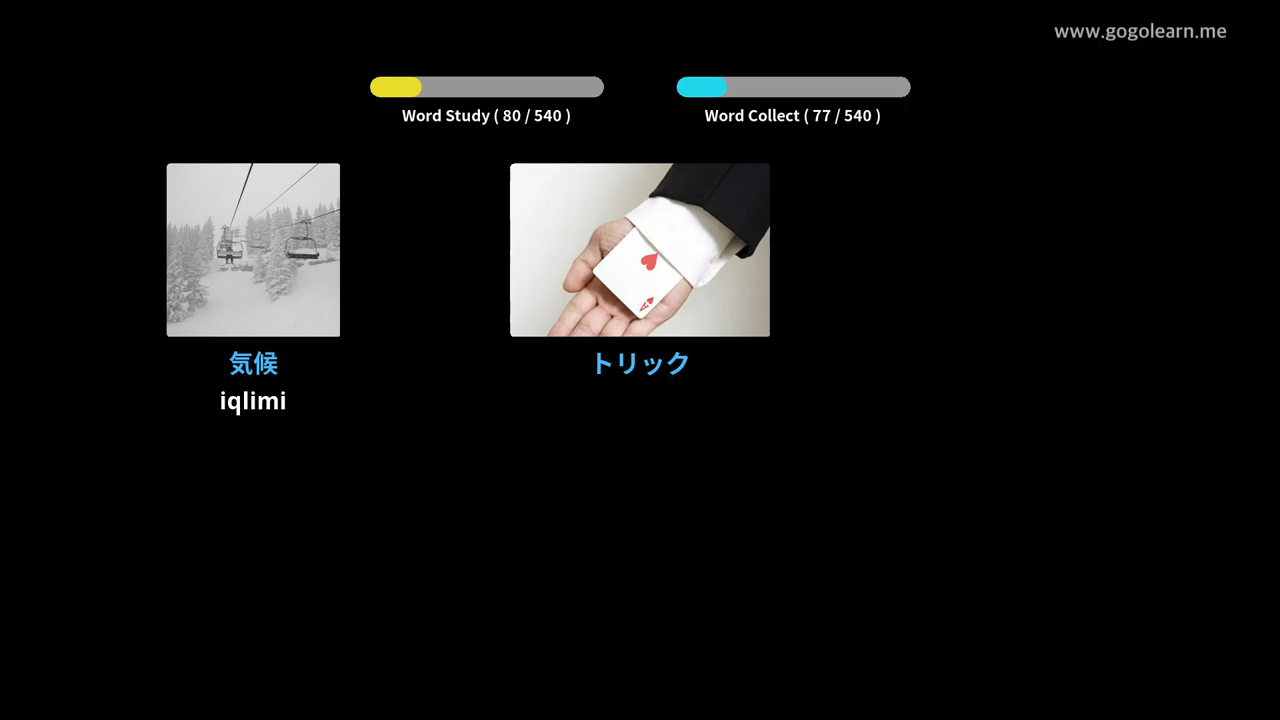 www.gogolearn.me
Word Study ( 80 / 540 )
Word Collect ( 77 / 540 )
気候
iqlimi
トリック